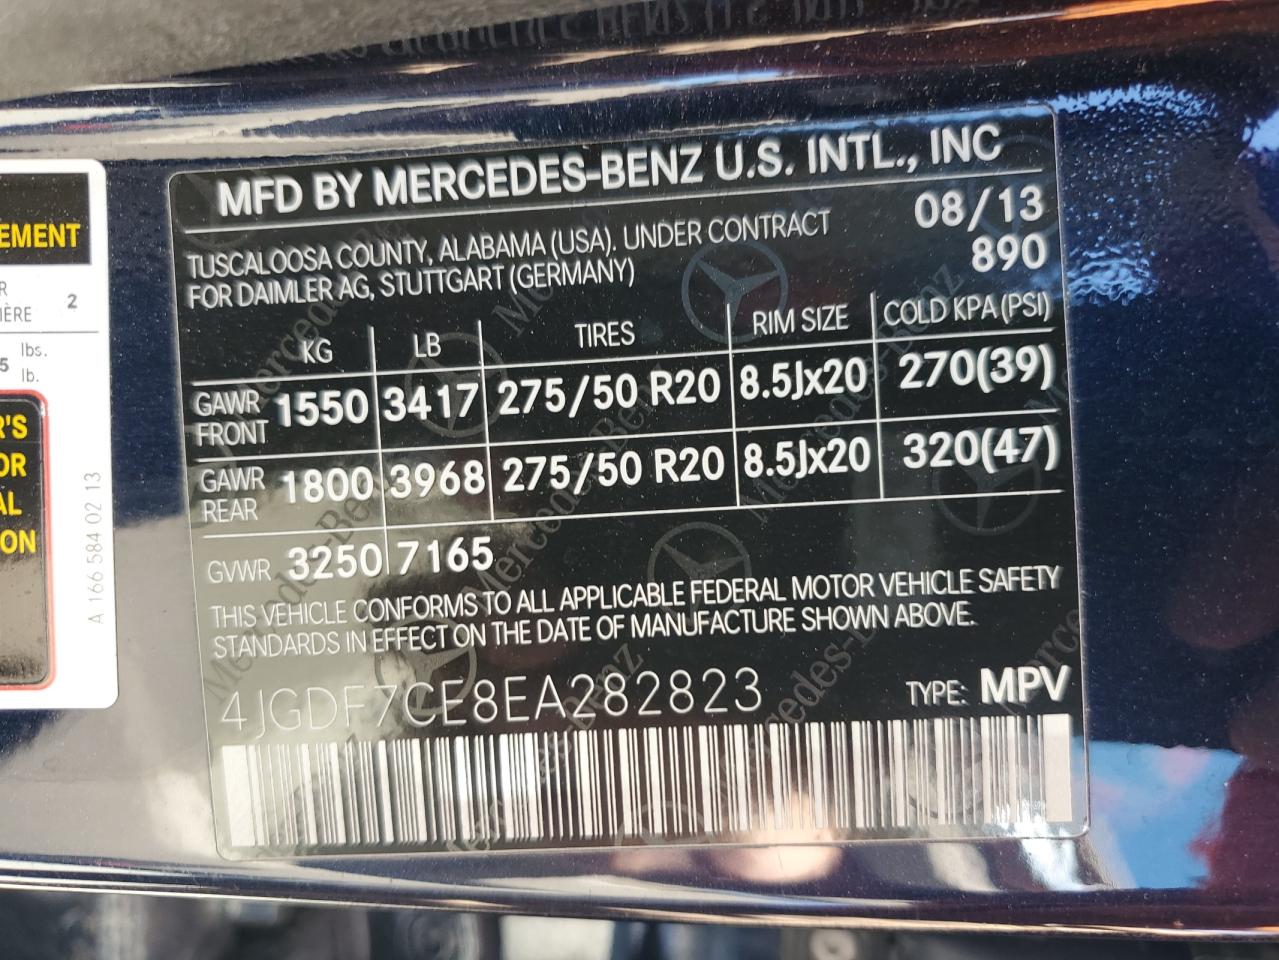 MFD BY MERCEDES-BENZ U.S. INTL., INC
TUSCALOOSA COUNTY, ALABAMA (USA). UNDER CONTRACT
FOR DAIMLER AG, STUTTGART (GERMANY)
08/13
890
KG LB TIRES RIM SIZE COLD KPA (PSI)
GAWR FRONT 1550 3417 275/50 R20 8.5Jx20 270(39)
GAWR REAR 1800 3968 275/50 R20 8.5Jx20 320(47)
GVWR 3250 7165
THIS VEHICLE CONFORMS TO ALL APPLICABLE FEDERAL MOTOR VEHICLE SAFETY
STANDARDS IN EFFECT ON THE DATE OF MANUFACTURE SHOWN ABOVE.
4JGDF7CE8EA282823 TYPE: MPV
EMENT
R
IÈRE 2
5 lbs.
lb.
R'S
OR
AL
ON
A 166 584 02 13